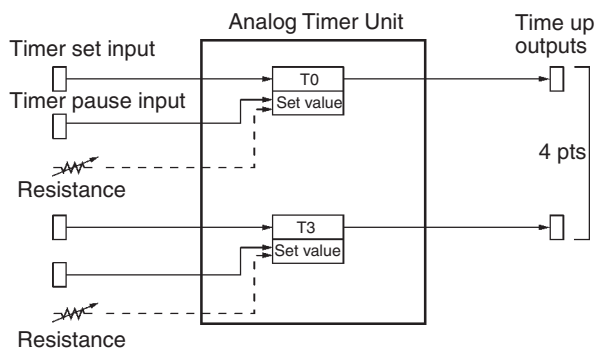 Analog Timer Unit
Time up
outputs
Timer set input
T0
Timer pause input
Set value
4 pts
Resistance
T3
Set value
Resistance